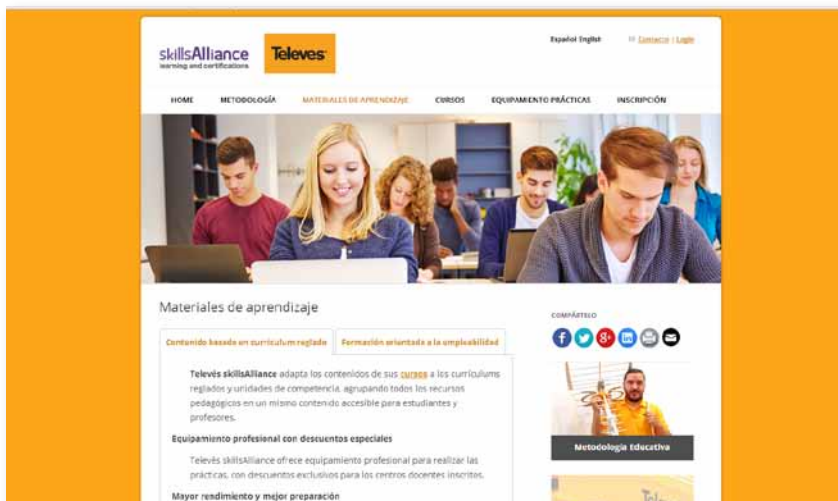 skillsAlliance
learning and certifications
Televes
Español English
Contacto | Login
HOME METODOLOGÍA MATERIALES DE APRENDIZAJE CURSOS EQUIPAMIENTO PRÁCTICAS INSCRIPCIÓN
Materiales de aprendizaje
COMPÁRTELO
Contenido basado en currículum reglado Formación orientada a la empleabilidad
Televés skillsAlliance adapta los contenidos de sus cursos a los currículums
reglados y unidades de competencia, agrupando todos los recursos
pedagógicos en un mismo contenido accesible para estudiantes y
profesores.
Equipamiento profesional con descuentos especiales
Televés skillsAlliance ofrece equipamiento profesional para realizar las
prácticas, con descuentos exclusivos para los centros docentes inscritos.
Mayor rendimiento y mejor preparación
Metodología Educativa